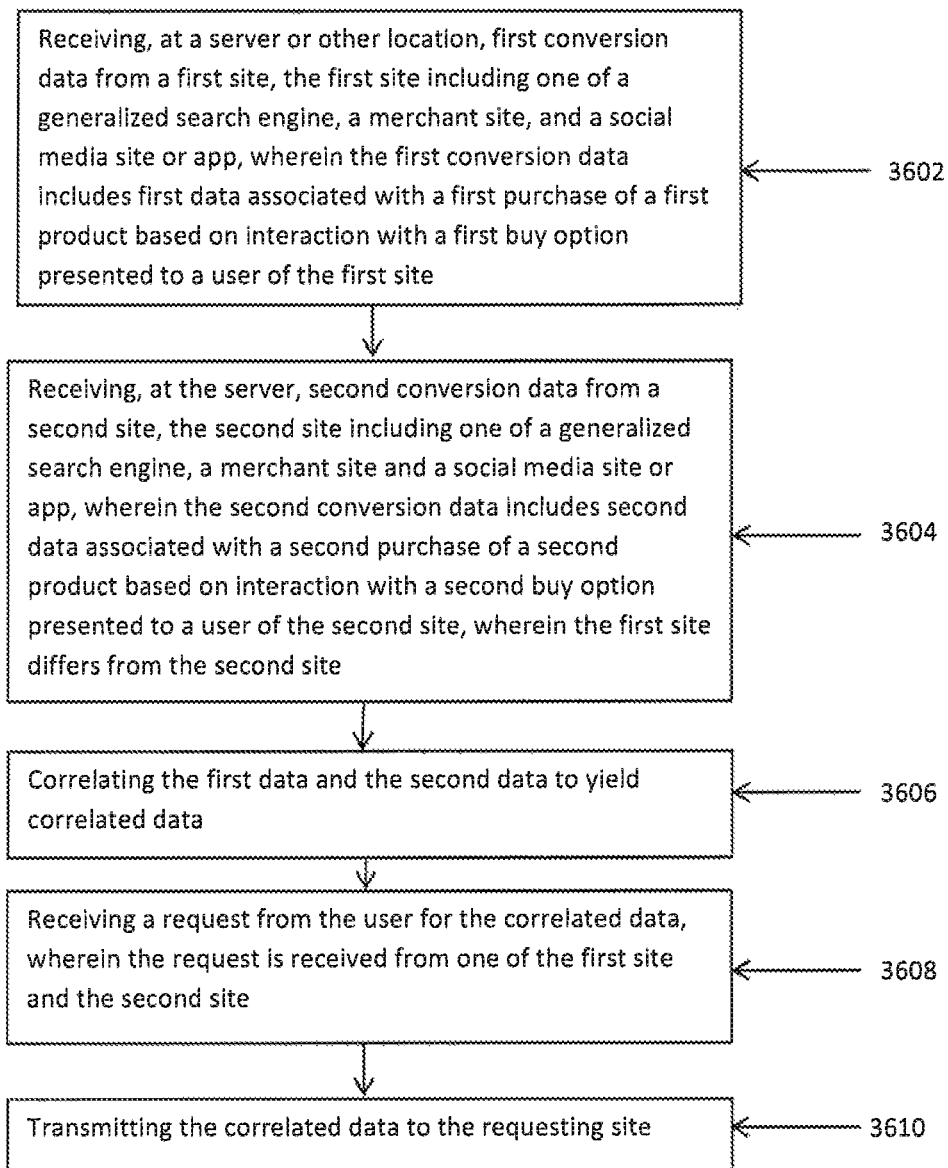 Receiving, at a server or other location, first conversion
data from a first site, the first site including one of a
generalized search engine, a merchant site, and a social
media site or app, wherein the first conversion data
includes first data associated with a first purchase of a first
product based on interaction with a first buy option
presented to a user of the first site
3602
Receiving, at the server, second conversion data from a
second site, the second site including one of a generalized
search engine, a merchant site and a social media site or
app, wherein the second conversion data includes second
data associated with a second purchase of a second
product based on interaction with a second buy option
presented to a user of the second site, wherein the first site
differs from the second site
3604
Correlating the first data and the second data to yield
correlated data
3606
Receiving a request from the user for the correlated data,
wherein the request is received from one of the first site
and the second site
3608
Transmitting the correlated data to the requesting site
3610